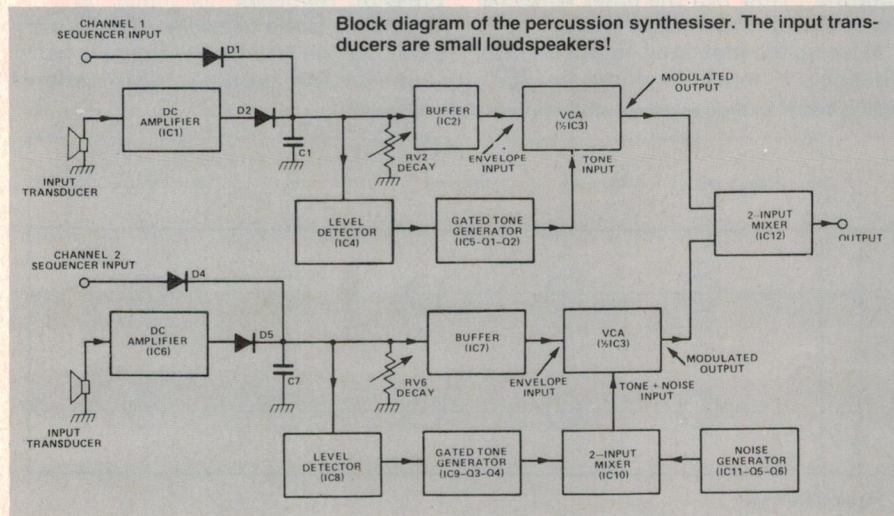 Block diagram of the percussion synthesiser. The input trans-
ducers are small loudspeakers!
CHANNEL 1
SEQUENCER INPUT
D1
DC
AMPLIFIER
(IC1)
D2
C1
INPUT
TRANSDUCER
RV2
DECAY
BUFFER
(IC2)
ENVELOPE
INPUT
VCA
(½IC3)
TONE
INPUT
MODULATED
OUTPUT
LEVEL
DETECTOR
(IC4)
GATED TONE
GENERATOR
(IC5-Q1-Q2)
2-INPUT
MIXER
(IC12)
OUTPUT
CHANNEL 2
SEQUENCER INPUT
D4
DC
AMPLIFIER
(IC6)
D5
C7
INPUT
TRANSDUCER
RV6
DECAY
BUFFER
(IC7)
ENVELOPE
INPUT
VCA
(½IC3)
MODULATED
OUTPUT
TONE + NOISE
INPUT
LEVEL
DETECTOR
(IC8)
GATED TONE
GENERATOR
(IC9-Q3-Q4)
2-INPUT
MIXER
(IC10)
NOISE
GENERATOR
(IC11-Q5-Q6)